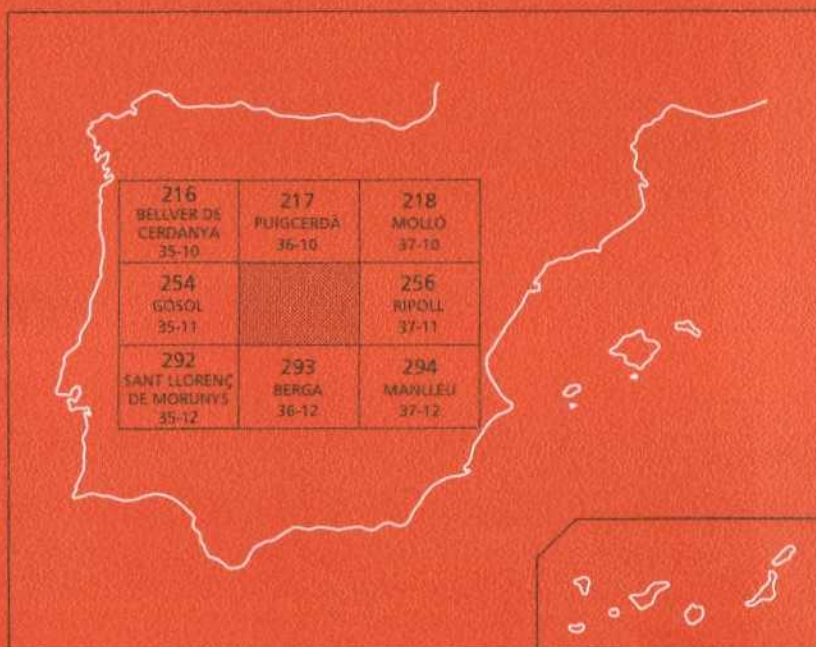 216
BELLVER DE
CERDANYA
35-10
217
PUIGCERDÀ
36-10
218
MOLLÓ
37-10
254
GÓSOL
35-11
256
RIPOLL
37-11
292
SANT LLORENÇ
DE MORUNYS
35-12
293
BERGA
36-12
294
MANLLEU
37-12